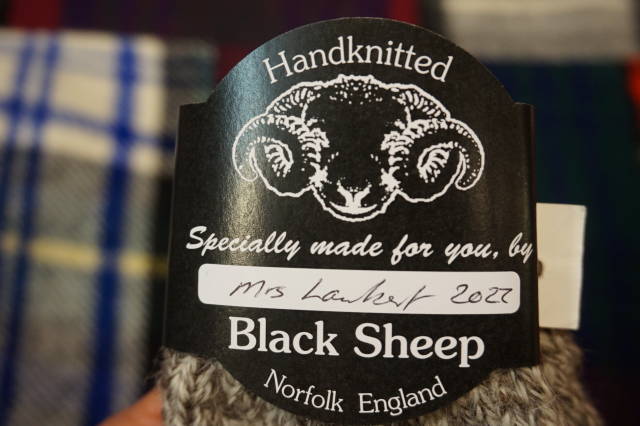 Handknitted
Specially made for you, by
Mrs Lambert 2022
Black Sheep
Norfolk England